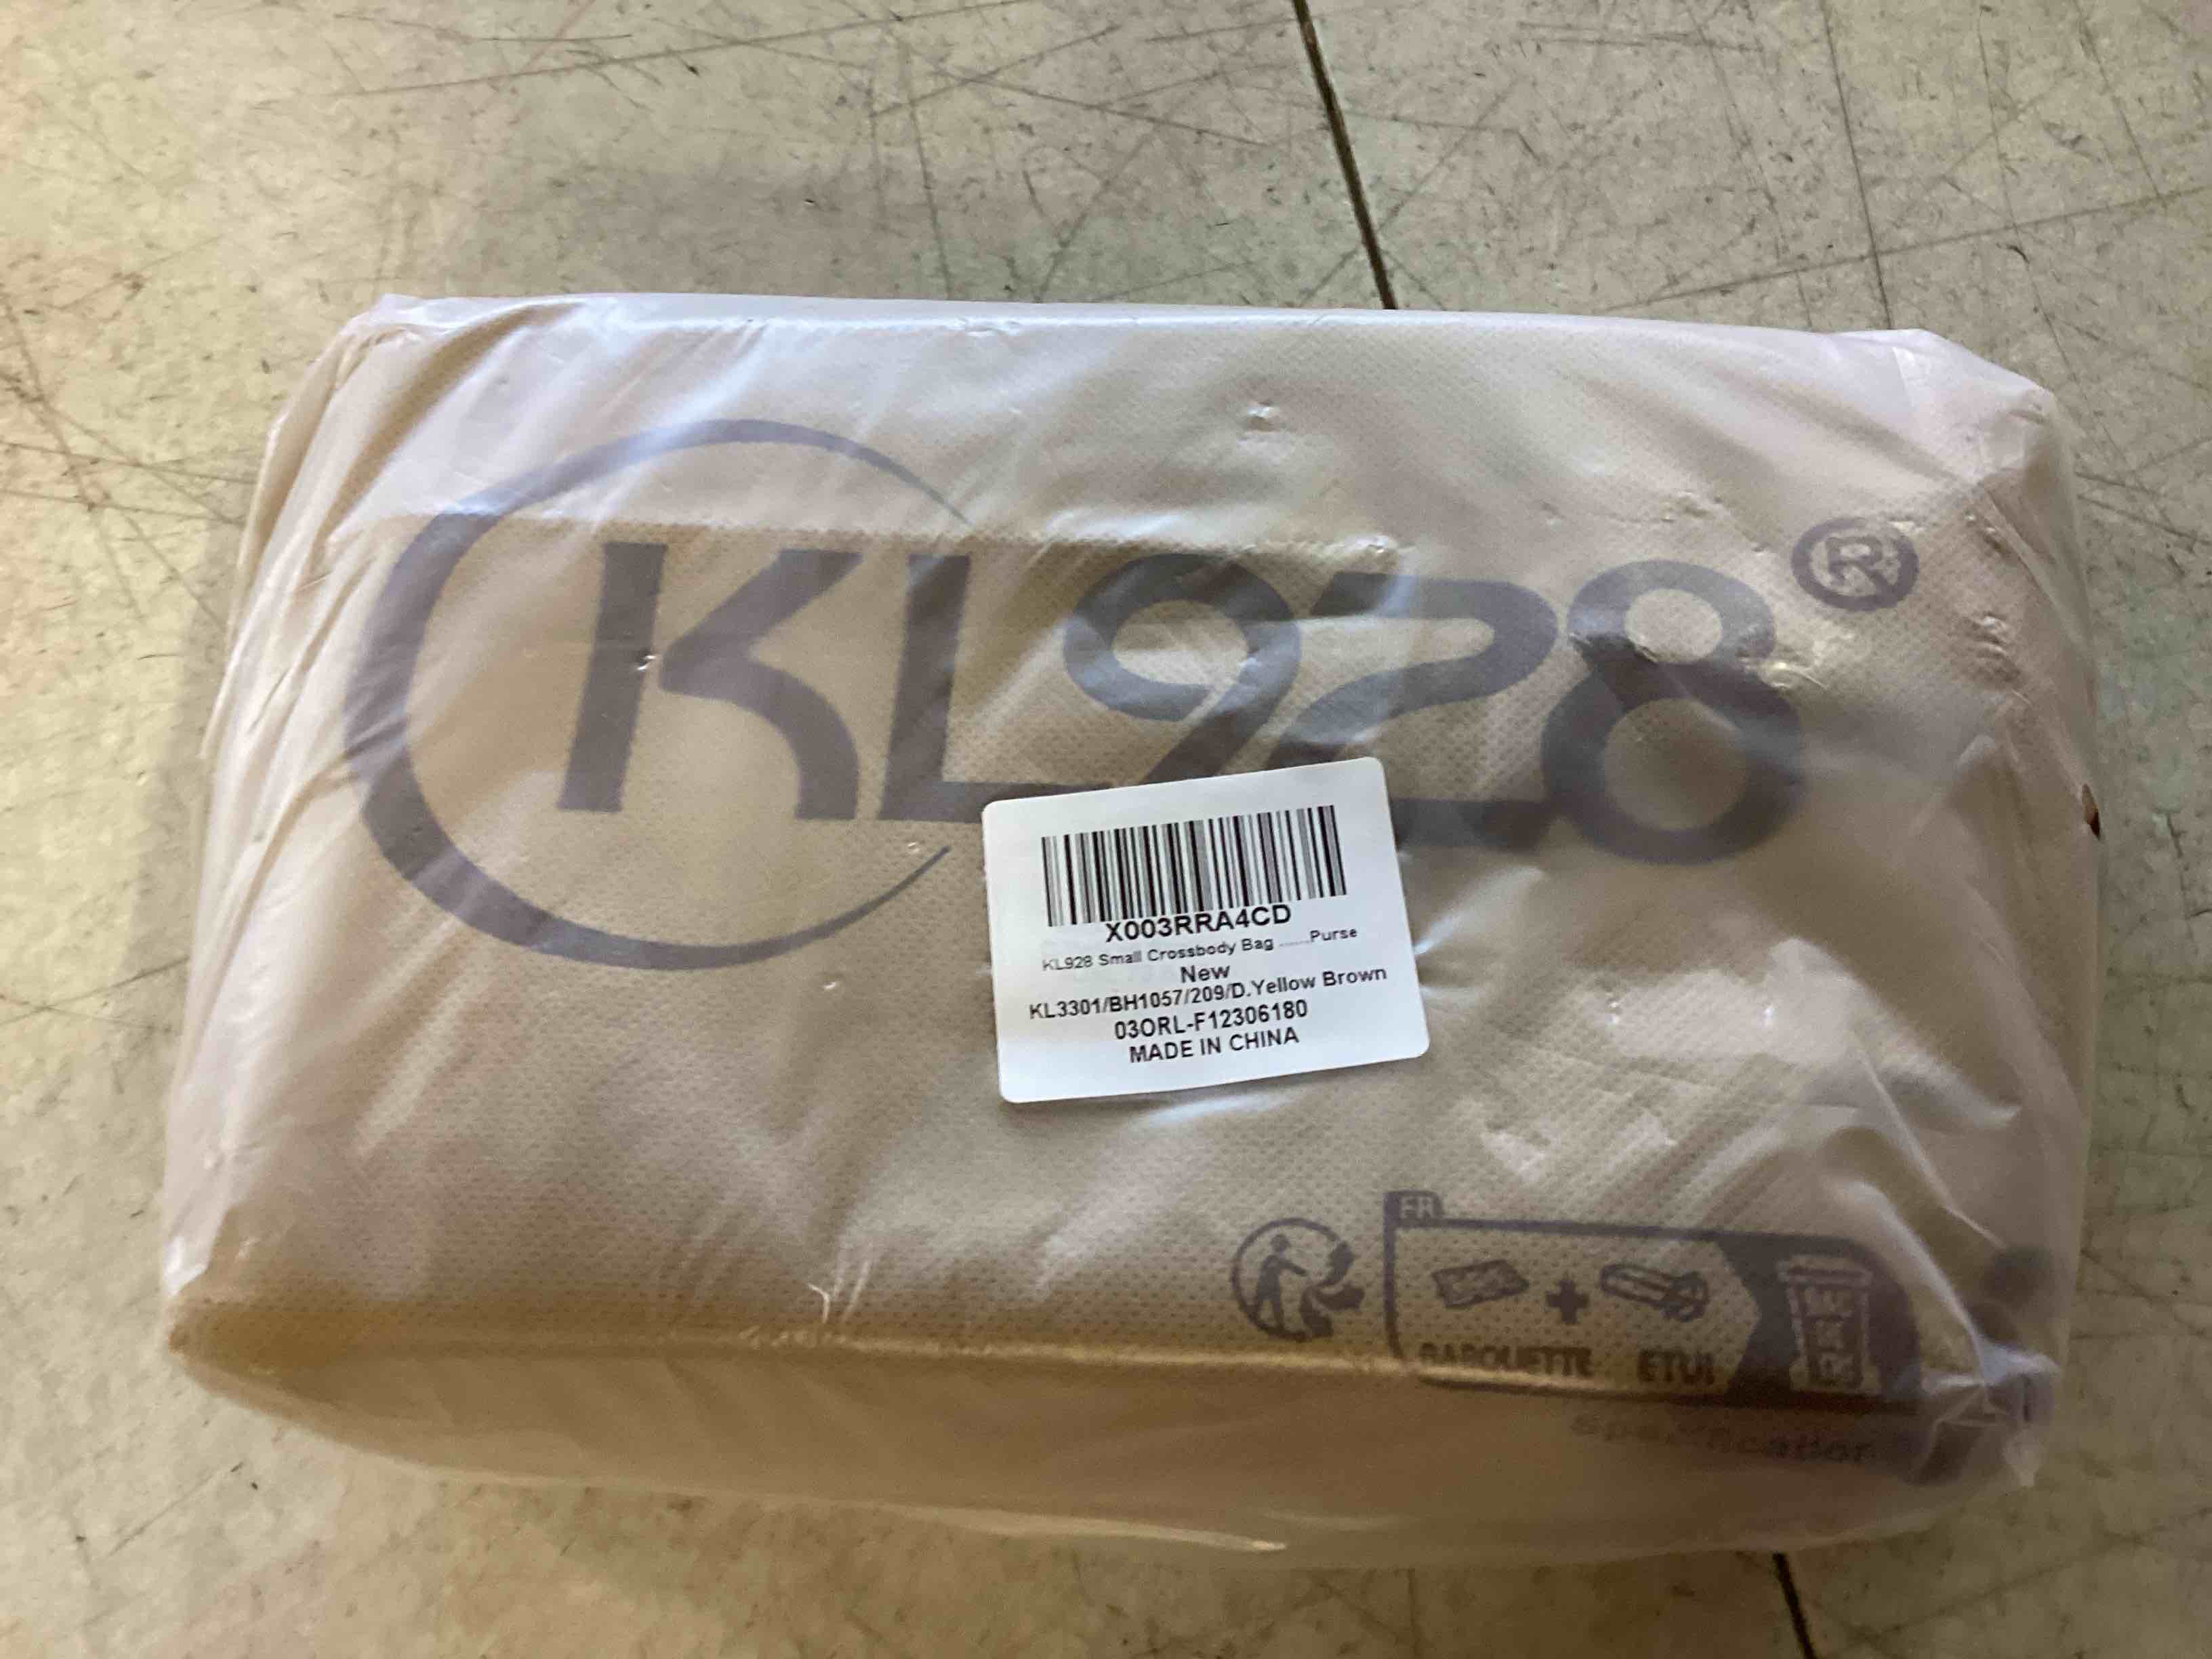 KL928®
X003RRA4CD
KL928 Small Crossbody Bag ......Purse
New
KL3301/BH1057/209/D.Yellow Brown
03ORL-F12306180
MADE IN CHINA
FR
BARQUETTE + ETUI